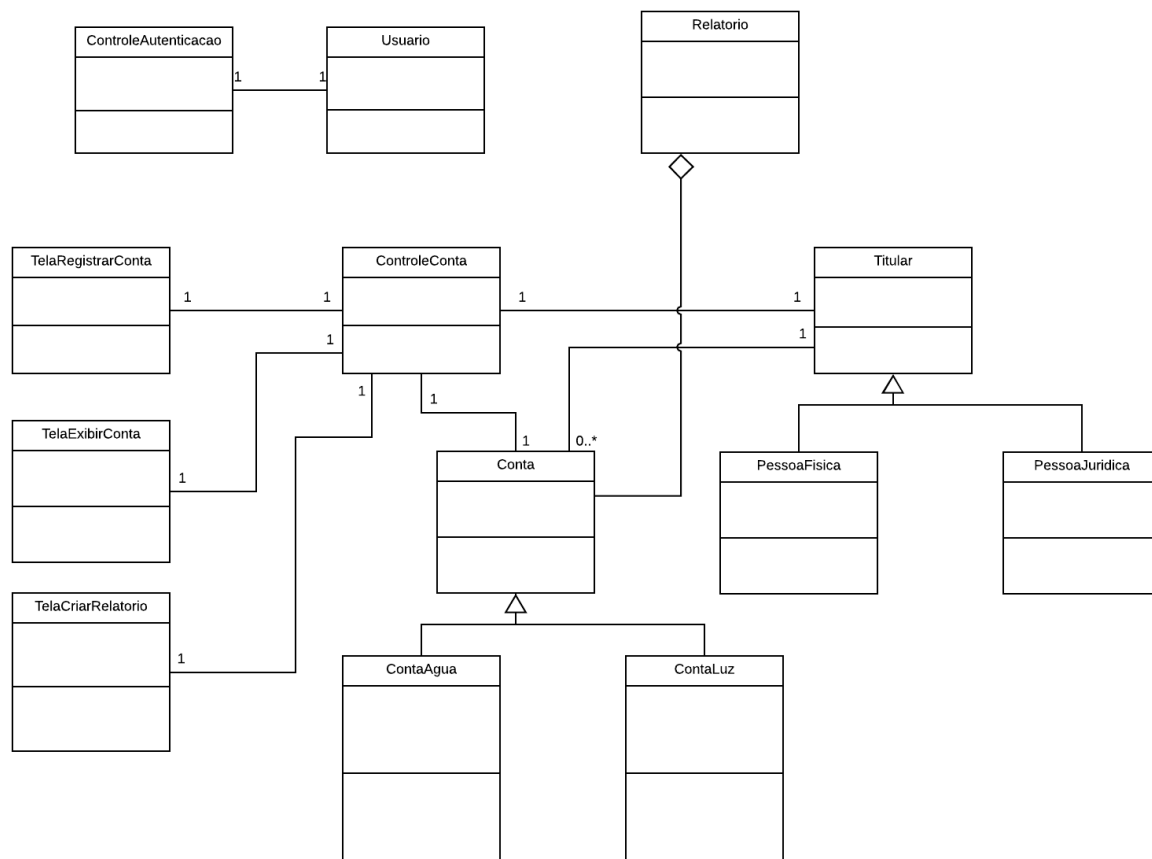 Relatorio
ControleAutenticacao
Usuario
1
1
TelaRegistrarConta
ControleConta
Titular
1
1
1
1
1
1
1
1
TelaExibirConta
1
0..*
Conta
PessoaFisica
PessoaJuridica
1
TelaCriarRelatorio
1
ContaAgua
ContaLuz